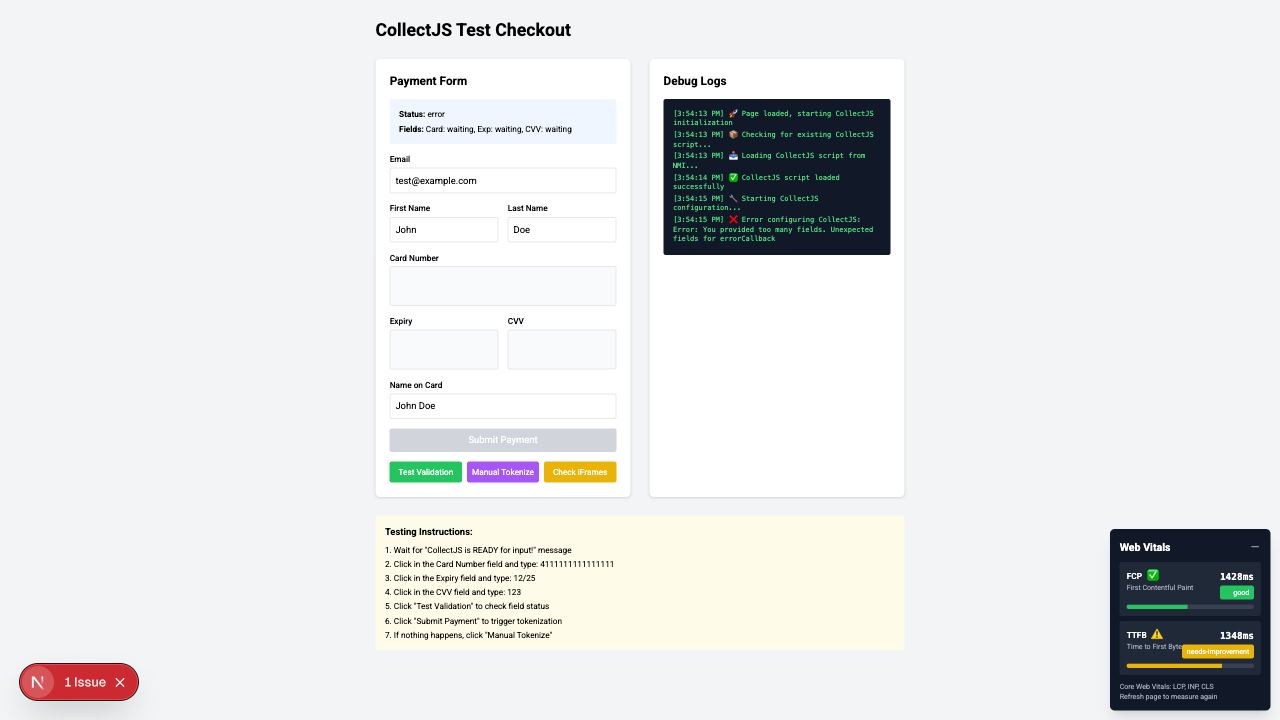 CollectJS Test Checkout
Payment Form
Status: error
Fields: Card: waiting, Exp: waiting, CVV: waiting
Email
test@example.com
First Name
Last Name
John
Doe
Card Number
Expiry
CVV
Name on Card
John Doe
Submit Payment
Test Validation
Manual Tokenize
Check iFrames
Debug Logs
[3:54:13 PM] 🚀 Page loaded, starting CollectJS
initialization
[3:54:13 PM] 📦 Checking for existing CollectJS
script...
[3:54:13 PM] 📥 Loading CollectJS script from
NMI...
[3:54:14 PM] ✅ CollectJS script loaded
successfully
[3:54:15 PM] 🔧 Starting CollectJS
configuration...
[3:54:15 PM] ❌ Error configuring CollectJS:
Error: You provided too many fields. Unexpected
fields for errorCallback
Testing Instructions:
1. Wait for "CollectJS is READY for input!" message
2. Click in the Card Number field and type: 4111111111111111
3. Click in the Expiry field and type: 12/25
4. Click in the CVV field and type: 123
5. Click "Test Validation" to check field status
6. Click "Submit Payment" to trigger tokenization
7. If nothing happens, click "Manual Tokenize"
N 1 Issue
Web Vitals
FCP ✅ 1428ms
First Contentful Paint
good
TTFB ⚠️ 1348ms
Time to First Byte
needs-improvement
Core Web Vitals: LCP, INP, CLS
Refresh page to measure again